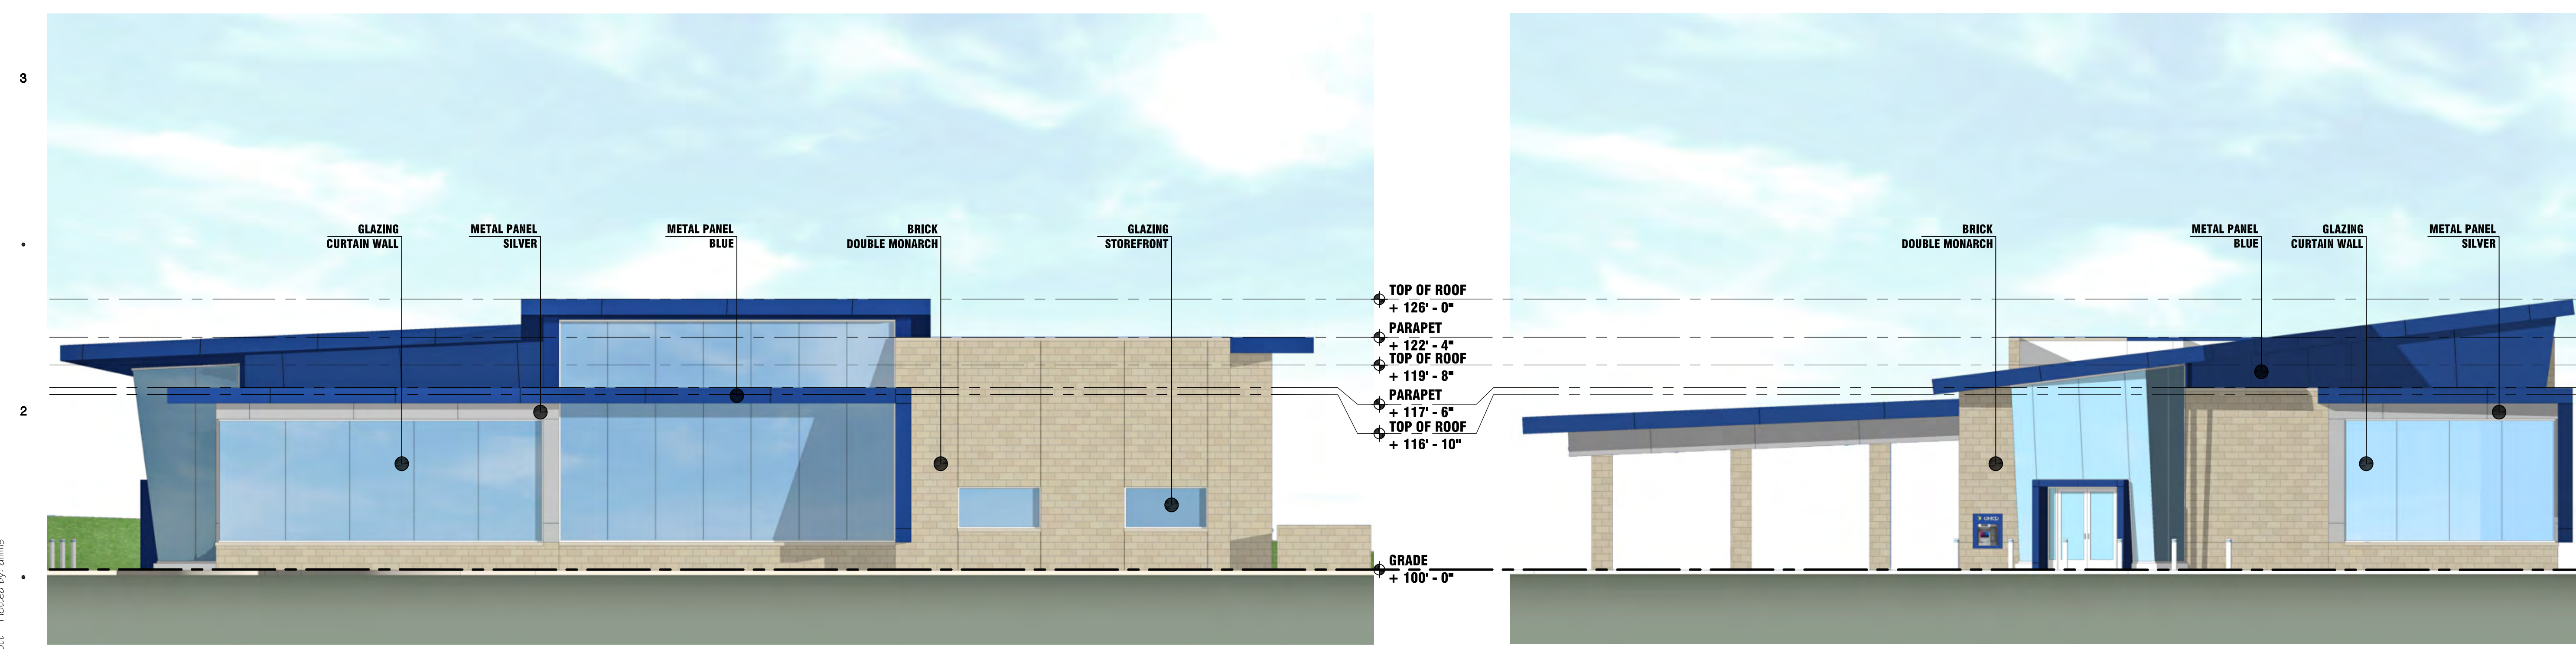 3
2
GLAZING
CURTAIN WALL
METAL PANEL
SILVER
METAL PANEL
BLUE
BRICK
DOUBLE MONARCH
GLAZING
STOREFRONT
TOP OF ROOF
+ 126' - 0"
PARAPET
+ 122' - 4"
TOP OF ROOF
+ 119' - 8"
PARAPET
+ 117' - 6"
TOP OF ROOF
+ 116' - 10"
GRADE
+ 100' - 0"
BRICK
DOUBLE MONARCH
METAL PANEL
BLUE
GLAZING
CURTAIN WALL
METAL PANEL
SILVER
UMCU